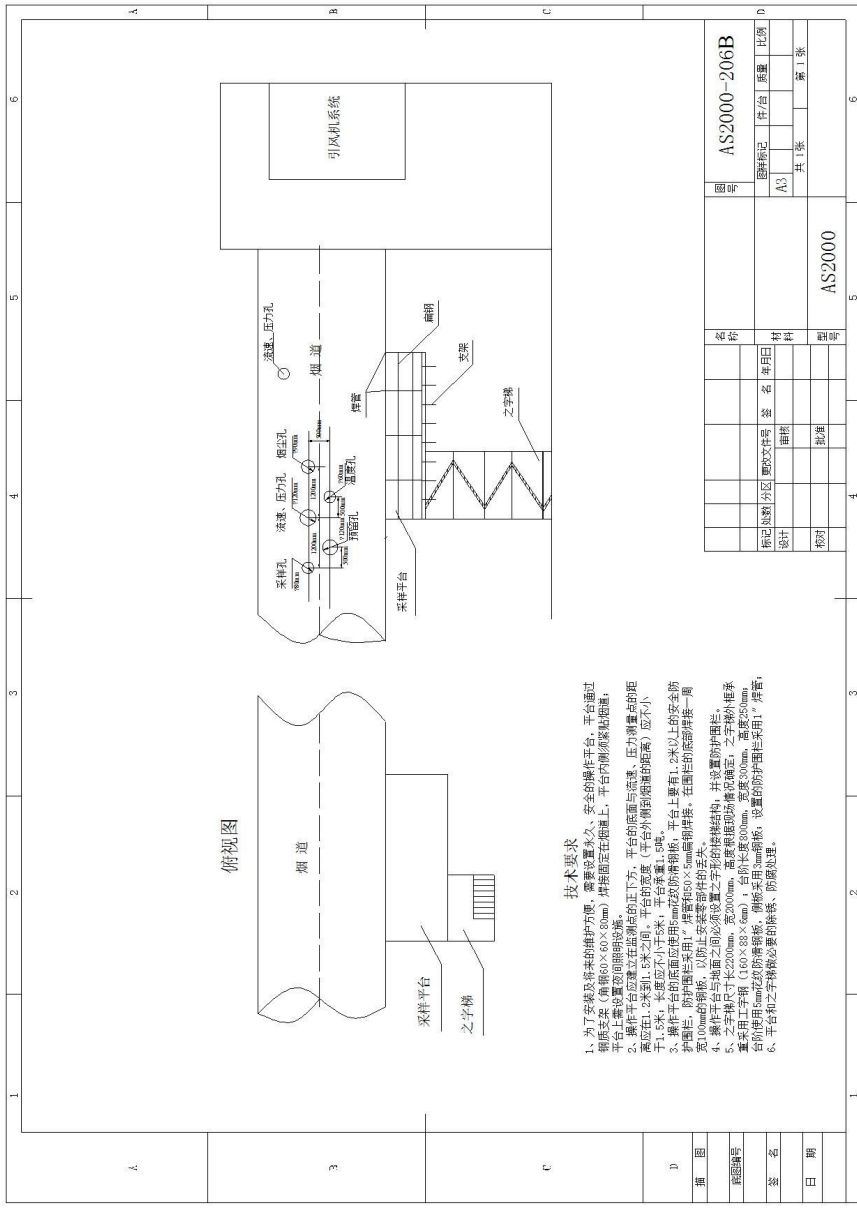 俯视图
烟 道
采样平台
之字梯
引风机系统
流速、压力孔
烟 道
烟尘孔
?90mm
流速、压力孔
?120mm
采样孔
?80mm
1200mm
1200mm
500mm
?60mm
温度孔
500mm
?120mm
预留孔
500mm
焊管
扁钢
支架
之字梯
采样平台
技术要求
1、为了安装及将来的维护方便，需要设置永久、安全的操作平台，平台通过
钢质支架（角钢60×60×80mm）焊接固定在烟道上，平台内侧须紧贴烟道；
平台上需设置夜间照明设施。
2、操作平台应建立在监测点的正下方，平台的底面与流速、压力测量点的距
离应在1.2米到1.5米之间。平台的宽度（平台外侧到烟道的距离）应不小
于1.5米；长度应不小于5米；平台承重1.5吨。
3、操作平台的底面应使用5mm花纹防滑钢板；平台上要有1.2米以上的安全防
护围栏，防护围栏采用1″焊管和50×5mm扁钢焊接。在围栏的底部焊接一周
宽100mm的钢板，以防止安装零部件的丢失。
4、操作平台与地面之间必须设置之字形的楼梯结构，并设置防护围栏。
5、之字梯尺寸长2200mm，宽2000mm，高度根据现场情况确定；之字梯外框承
重采用工字钢（160×88×6mm）；台阶长度800mm，宽度300mm，高度250mm；
台阶使用5mm花纹防滑钢板，侧板采用3mm钢板；设置的防护围栏采用1″焊管；
6、平台和之字梯做必要的除锈、防腐处理。
标记 处数 分区 更改文件号 签 名 年月日
设计
审核
校对
批准
名称
材料
型号
AS2000
图号
AS2000-206B
图样标记
件/台
质量
比例
A3
共 1张
第 1 张
描 图
底图编号
签 名
日 期
A
B
C
D
A
B
C
D
1
2
3
4
5
6
1
2
3
4
5
6